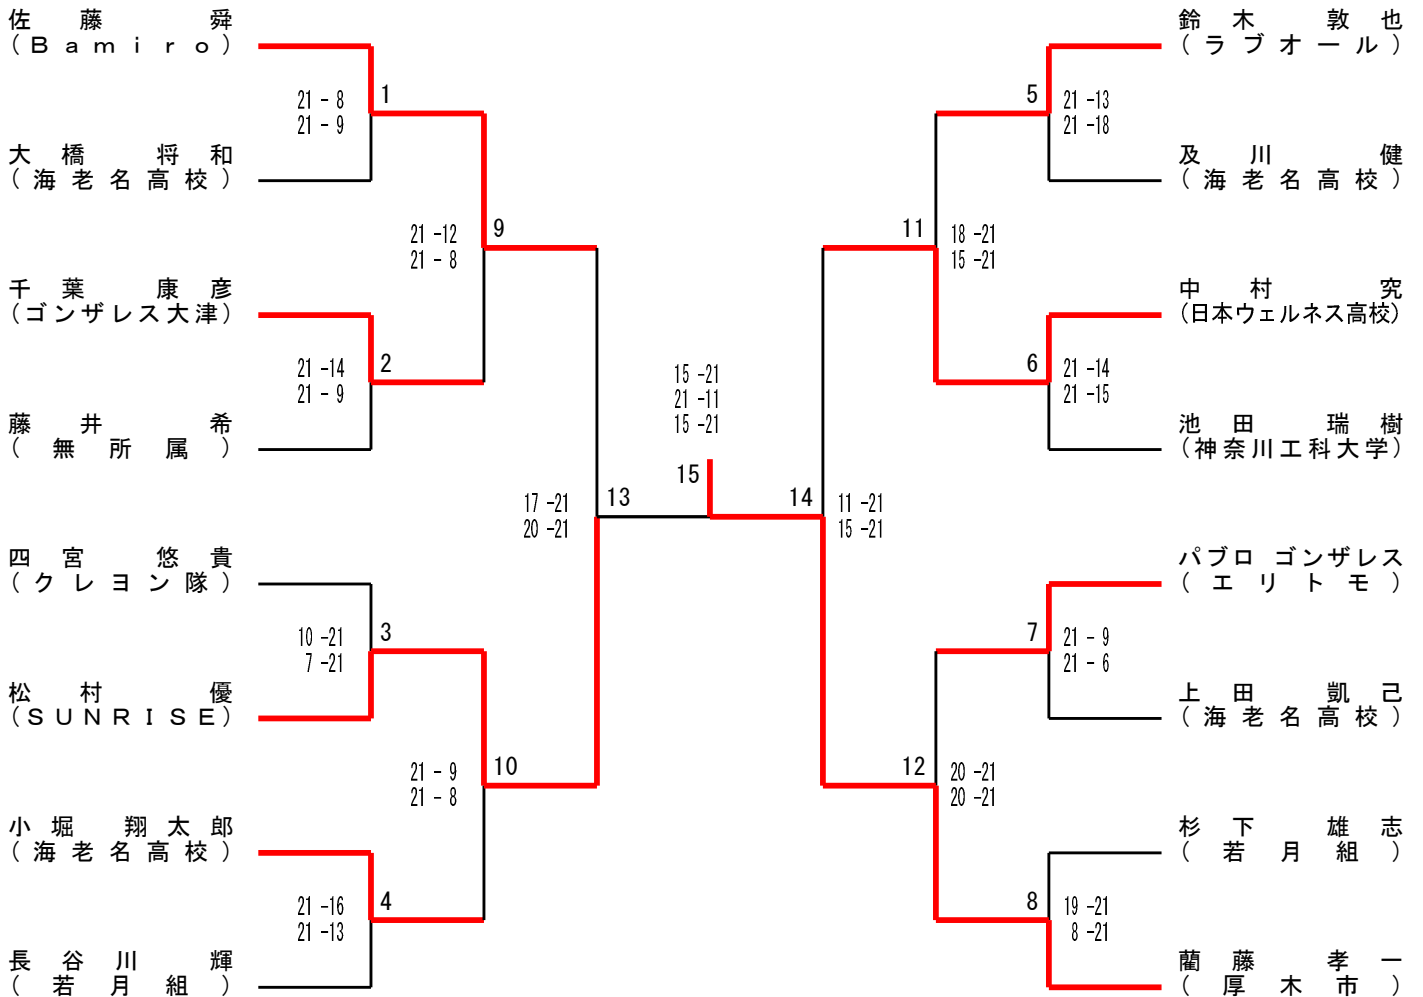 佐藤 舜
（Ｂａｍｉｒｏ）
1
21 - 8
21 - 9
大橋 将和
（海老名高校）
9
21 -12
21 - 8
千葉 康彦
（ゴンザレス大津）
2
21 -14
21 - 9
藤井 希
（無所属）
13
17 -21
20 -21
四宮 悠貴
（クレヨン隊）
3
10 -21
7 -21
松村 優
（ＳＵＮＲＩＳＥ）
10
21 - 9
21 - 8
小堀 翔太郎
（海老名高校）
4
21 -16
21 -13
長谷川 輝
（若月組）
15 -21
21 -11
15 -21
15
鈴木 敦也
（ラブオール）
5
21 -13
21 -18
及川 健
（海老名高校）
11
18 -21
15 -21
中村 究
（日本ウェルネス高校）
6
21 -14
21 -15
池田 瑞樹
（神奈川工科大学）
14
11 -21
15 -21
パブロ ゴンザレス
（エリトモ）
7
21 - 9
21 - 6
上田 凱己
（海老名高校）
12
20 -21
20 -21
杉下 雄志
（若月組）
8
19 -21
8 -21
藺藤 孝一
（厚木市）